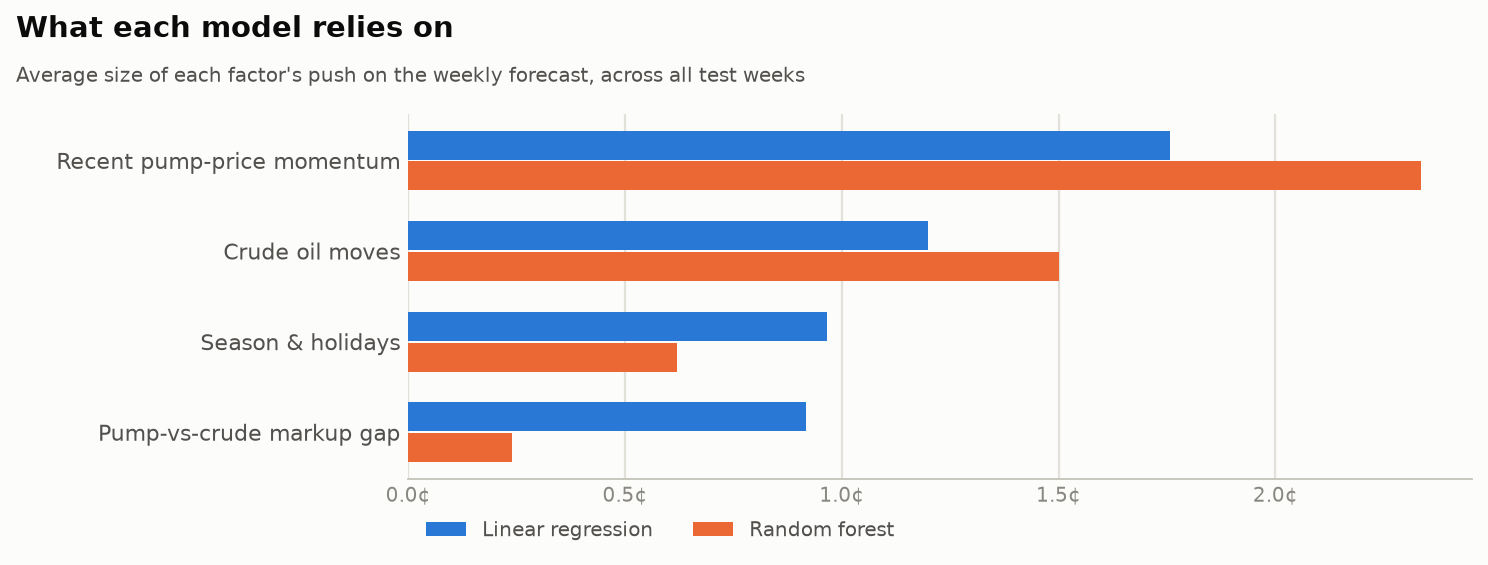 What each model relies on
Average size of each factor's push on the weekly forecast, across all test weeks
Recent pump-price momentum
Crude oil moves
Season & holidays
Pump-vs-crude markup gap
0.0¢ 0.5¢ 1.0¢ 1.5¢ 2.0¢
Linear regression Random forest